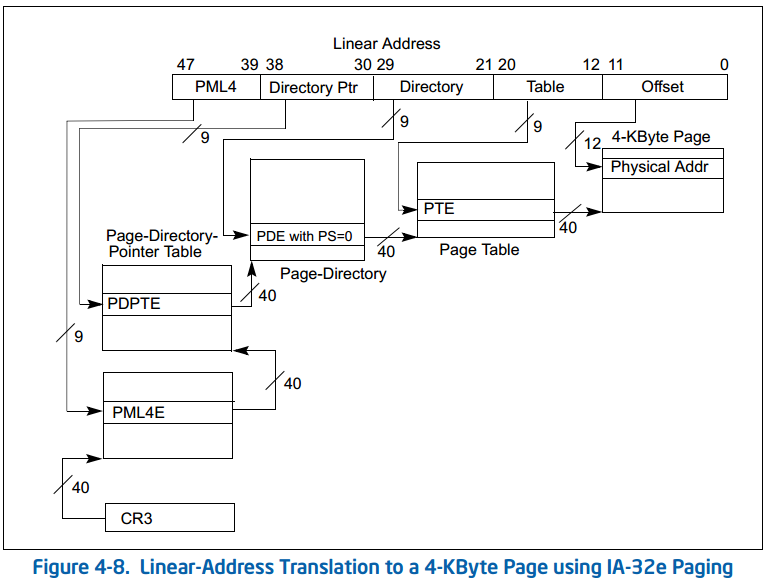 Linear Address
47 39 38 30 29 21 20 12 11 0
PML4 Directory Ptr Directory Table Offset
9
9
9
12
4-KByte Page
Physical Addr
PTE
40
Page Table
PDE with PS=0
40
Page-Directory
Page-Directory-
Pointer Table
40
PDPTE
9
40
PML4E
40
CR3
Figure 4-8. Linear-Address Translation to a 4-KByte Page using IA-32e Paging